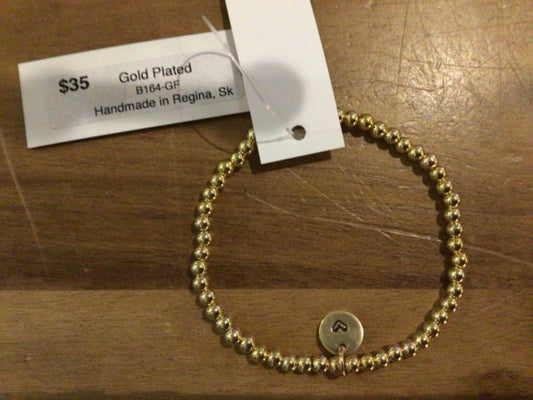 $35 Gold Plated
B164-GF
Handmade in Regina, Sk